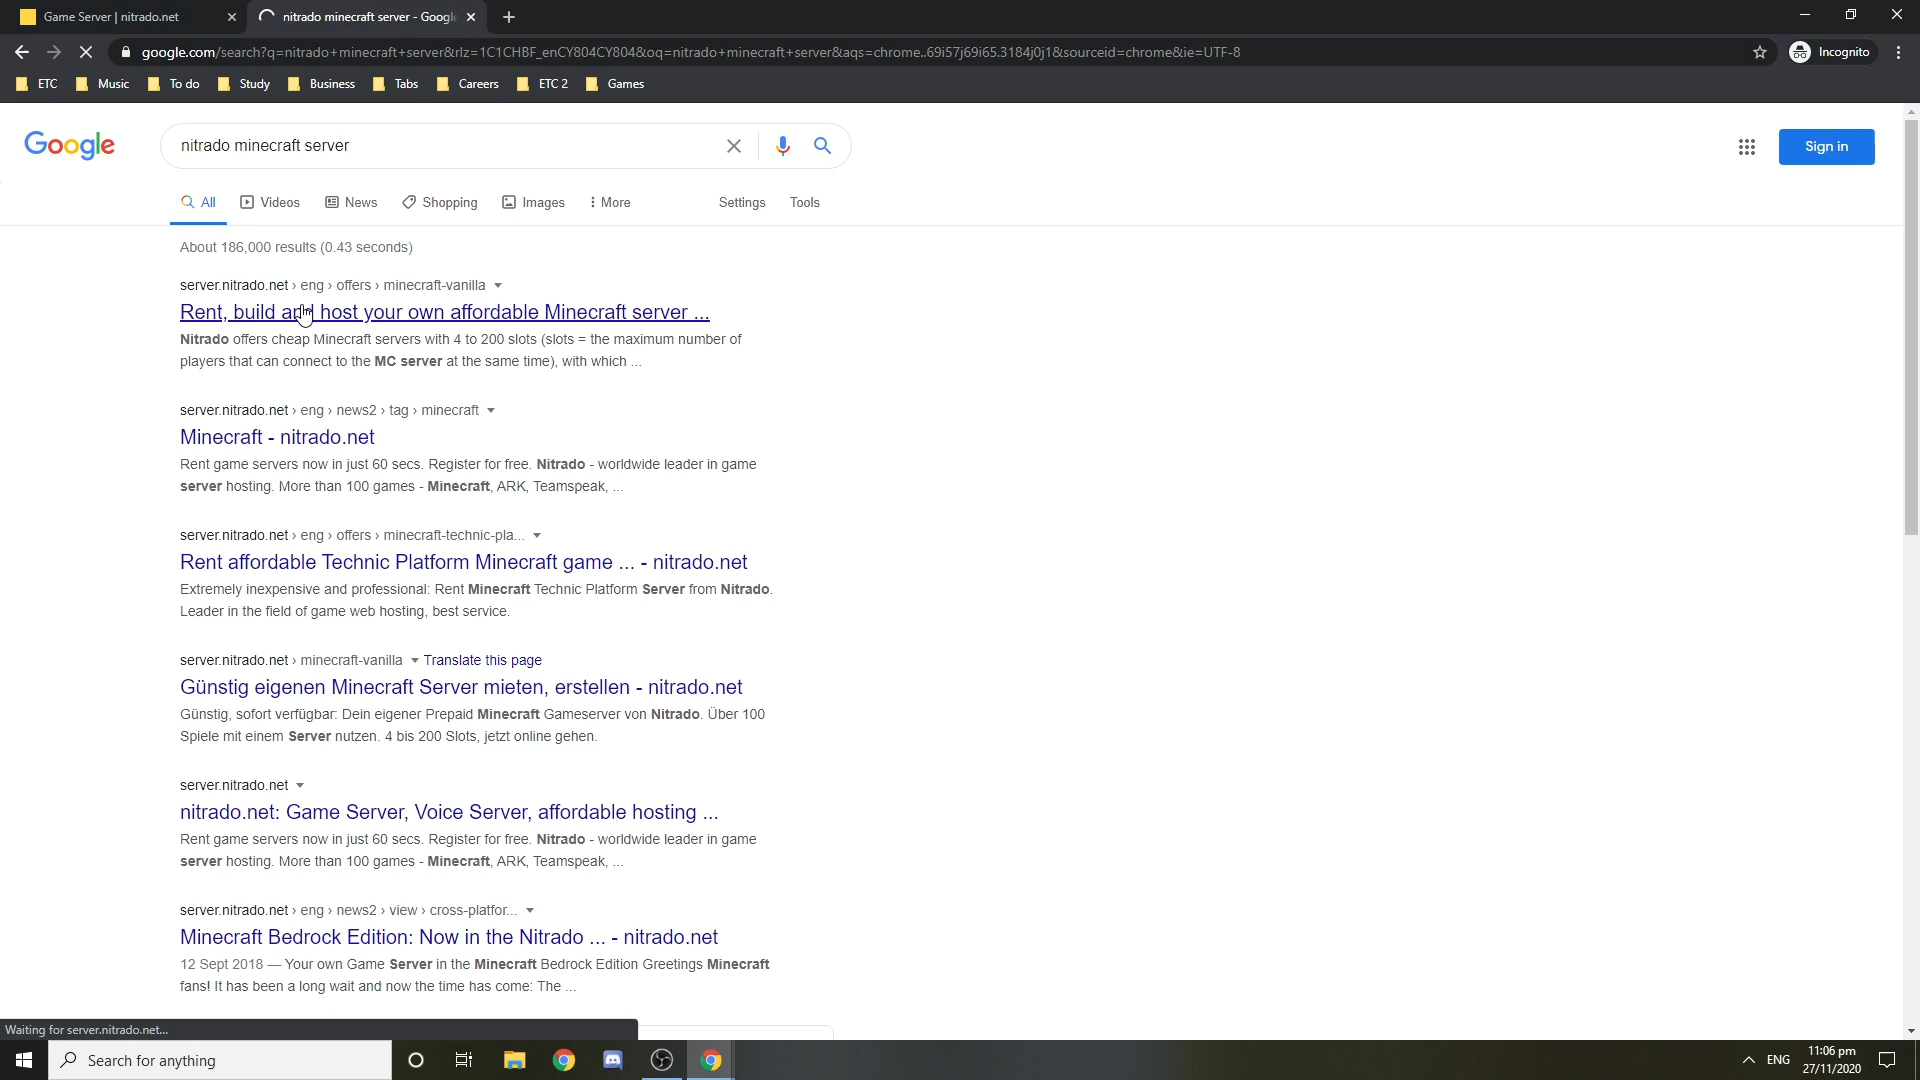 Game Server | nitrado.net
nitrado minecraft server - Google
google.com/search?q=nitrado+minecraft+server&rlz=1C1CHBF_enCY804CY804&oq=nitrado+minecraft+server&aqs=chrome..69i57j69i65.3184j0j1&sourceid=chrome&ie=UTF-8
Incognito
ETC Music To do Study Business Tabs Careers ETC 2 Games
Google
nitrado minecraft server
Sign in
All Videos News Shopping Images More Settings Tools
About 186,000 results (0.43 seconds)
server.nitrado.net › eng › offers › minecraft-vanilla
Rent, build and host your own affordable Minecraft server ...
Nitrado offers cheap Minecraft servers with 4 to 200 slots (slots = the maximum number of
players that can connect to the MC server at the same time), with which ...
server.nitrado.net › eng › news2 › tag › minecraft
Minecraft - nitrado.net
Rent game servers now in just 60 secs. Register for free. Nitrado - worldwide leader in game
server hosting. More than 100 games - Minecraft, ARK, Teamspeak, ...
server.nitrado.net › eng › offers › minecraft-technic-pla...
Rent affordable Technic Platform Minecraft game ... - nitrado.net
Extremely inexpensive and professional: Rent Minecraft Technic Platform Server from Nitrado.
Leader in the field of game web hosting, best service.
server.nitrado.net › minecraft-vanilla Translate this page
Günstig eigenen Minecraft Server mieten, erstellen - nitrado.net
Günstig, sofort verfügbar: Dein eigener Prepaid Minecraft Gameserver von Nitrado. Über 100
Spiele mit einem Server nutzen. 4 bis 200 Slots, jetzt online gehen.
server.nitrado.net
nitrado.net: Game Server, Voice Server, affordable hosting ...
Rent game servers now in just 60 secs. Register for free. Nitrado - worldwide leader in game
server hosting. More than 100 games - Minecraft, ARK, Teamspeak, ...
server.nitrado.net › eng › news2 › view › cross-platfor...
Minecraft Bedrock Edition: Now in the Nitrado ... - nitrado.net
12 Sept 2018 — Your own Game Server in the Minecraft Bedrock Edition Greetings Minecraft
fans! It has been a long wait and now the time has come: The ...
Waiting for server.nitrado.net...
Search for anything
ENG
11:06 pm
27/11/2020